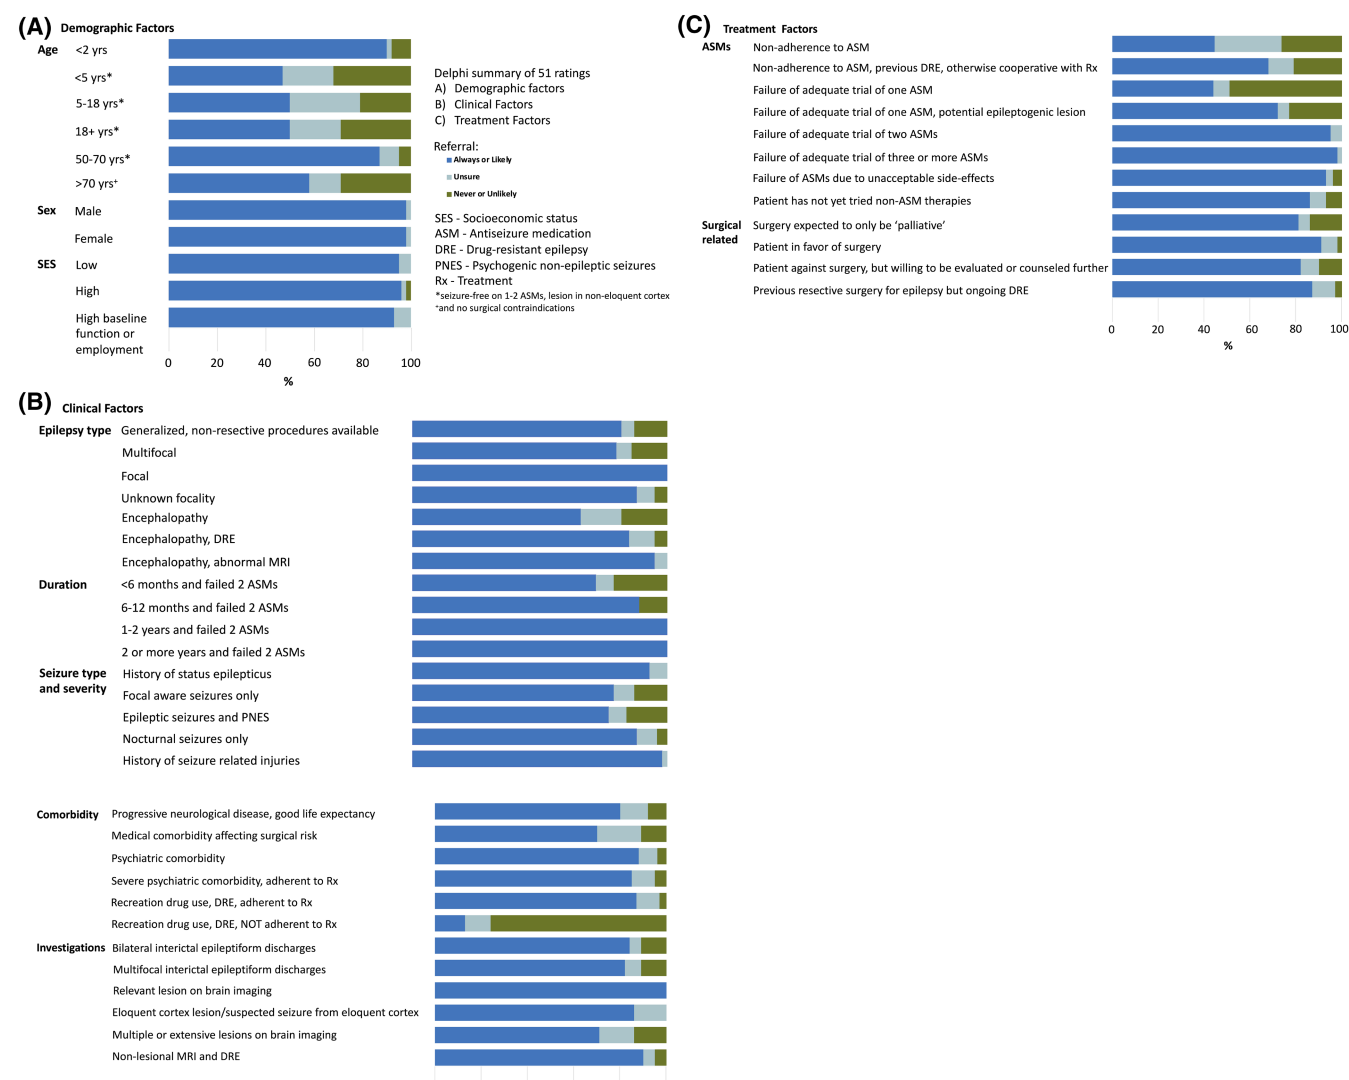 (A) Demographic Factors
Age <2 yrs
<5 yrs*
5-18 yrs*
18+ yrs*
50-70 yrs*
>70 yrs⁺
Sex Male
Female
SES Low
High
High baseline
function or
employment
0 20 40 60 80 100
%
Delphi summary of 51 ratings
A) Demographic factors
B) Clinical Factors
C) Treatment Factors
Referral:
Always or Likely
Unsure
Never or Unlikely
SES - Socioeconomic status
ASM - Antiseizure medication
DRE - Drug-resistant epilepsy
PNES - Psychogenic non-epileptic seizures
Rx - Treatment
*seizure-free on 1-2 ASMs, lesion in non-eloquent cortex
⁺and no surgical contraindications
(C) Treatment Factors
ASMs Non-adherence to ASM
Non-adherence to ASM, previous DRE, otherwise cooperative with Rx
Failure of adequate trial of one ASM
Failure of adequate trial of one ASM, potential epileptogenic lesion
Failure of adequate trial of two ASMs
Failure of adequate trial of three or more ASMs
Failure of ASMs due to unacceptable side-effects
Patient has not yet tried non-ASM therapies
Surgical related Surgery expected to only be ‘palliative’
Patient in favor of surgery
Patient against surgery, but willing to be evaluated or counseled further
Previous resective surgery for epilepsy but ongoing DRE
0 20 40 60 80 100
%
(B) Clinical Factors
Epilepsy type Generalized, non-resective procedures available
Multifocal
Focal
Unknown focality
Encephalopathy
Encephalopathy, DRE
Encephalopathy, abnormal MRI
Duration <6 months and failed 2 ASMs
6-12 months and failed 2 ASMs
1-2 years and failed 2 ASMs
2 or more years and failed 2 ASMs
Seizure type and severity History of status epilepticus
Focal aware seizures only
Epileptic seizures and PNES
Nocturnal seizures only
History of seizure related injuries
Comorbidity Progressive neurological disease, good life expectancy
Medical comorbidity affecting surgical risk
Psychiatric comorbidity
Severe psychiatric comorbidity, adherent to Rx
Recreation drug use, DRE, adherent to Rx
Recreation drug use, DRE, NOT adherent to Rx
Investigations Bilateral interictal epileptiform discharges
Multifocal interictal epileptiform discharges
Relevant lesion on brain imaging
Eloquent cortex lesion/suspected seizure from eloquent cortex
Multiple or extensive lesions on brain imaging
Non-lesional MRI and DRE